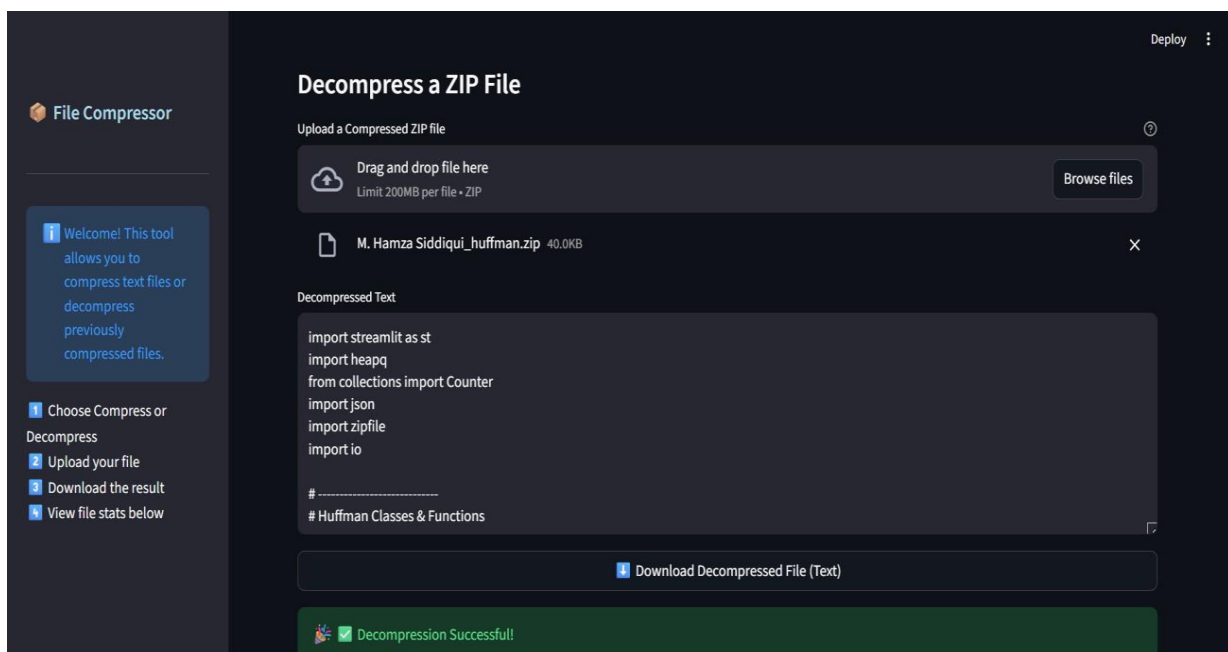 Deploy
📦 File Compressor
ℹ️ Welcome! This tool
allows you to
compress text files or
decompress
previously
compressed files.
1️⃣ Choose Compress or
Decompress
2️⃣ Upload your file
3️⃣ Download the result
4️⃣ View file stats below
Decompress a ZIP File
Upload a Compressed ZIP file
Drag and drop file here
Limit 200MB per file • ZIP
Browse files
M. Hamza Siddiqui_huffman.zip 40.0KB
Decompressed Text
import streamlit as st
import heapq
from collections import Counter
import json
import zipfile
import io
# ----------------------------
# Huffman Classes & Functions
⬇️ Download Decompressed File (Text)
🎉 ✅ Decompression Successful!